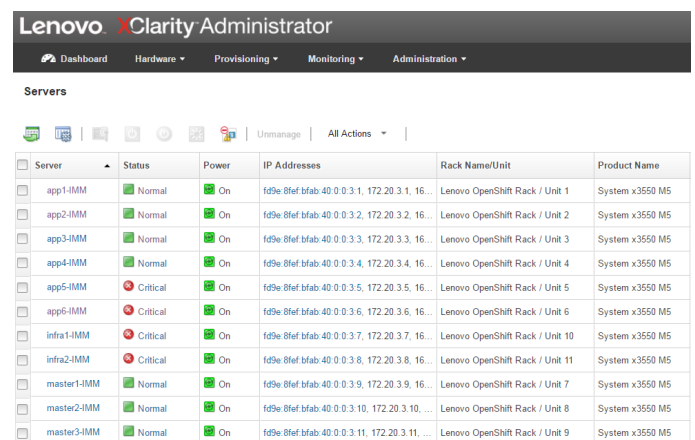 Lenovo. XClarity Administrator
Dashboard Hardware Provisioning Monitoring Administration
Servers
Unmanage All Actions
Server Status Power IP Addresses Rack Name/Unit Product Name
app1-IMM Normal On fd9e:8fef:bfab:40:0:0:3:1, 172.20.3.1, 16... Lenovo OpenShift Rack / Unit 1 System x3550 M5
app2-IMM Normal On fd9e:8fef:bfab:40:0:0:3:2, 172.20.3.2, 16... Lenovo OpenShift Rack / Unit 2 System x3550 M5
app3-IMM Normal On fd9e:8fef:bfab:40:0:0:3:3, 172.20.3.3, 16... Lenovo OpenShift Rack / Unit 3 System x3550 M5
app4-IMM Normal On fd9e:8fef:bfab:40:0:0:3:4, 172.20.3.4, 16... Lenovo OpenShift Rack / Unit 4 System x3550 M5
app5-IMM Critical On fd9e:8fef:bfab:40:0:0:3:5, 172.20.3.5, 16... Lenovo OpenShift Rack / Unit 5 System x3550 M5
app6-IMM Critical On fd9e:8fef:bfab:40:0:0:3:6, 172.20.3.6, 16... Lenovo OpenShift Rack / Unit 6 System x3550 M5
infra1-IMM Critical On fd9e:8fef:bfab:40:0:0:3:7, 172.20.3.7, 16... Lenovo OpenShift Rack / Unit 10 System x3550 M5
infra2-IMM Critical On fd9e:8fef:bfab:40:0:0:3:8, 172.20.3.8, 16... Lenovo OpenShift Rack / Unit 11 System x3550 M5
master1-IMM Normal On fd9e:8fef:bfab:40:0:0:3:9, 172.20.3.9, 16... Lenovo OpenShift Rack / Unit 7 System x3550 M5
master2-IMM Normal On fd9e:8fef:bfab:40:0:0:3:10, 172.20.3.10, ... Lenovo OpenShift Rack / Unit 8 System x3550 M5
master3-IMM Normal On fd9e:8fef:bfab:40:0:0:3:11, 172.20.3.11, ... Lenovo OpenShift Rack / Unit 9 System x3550 M5